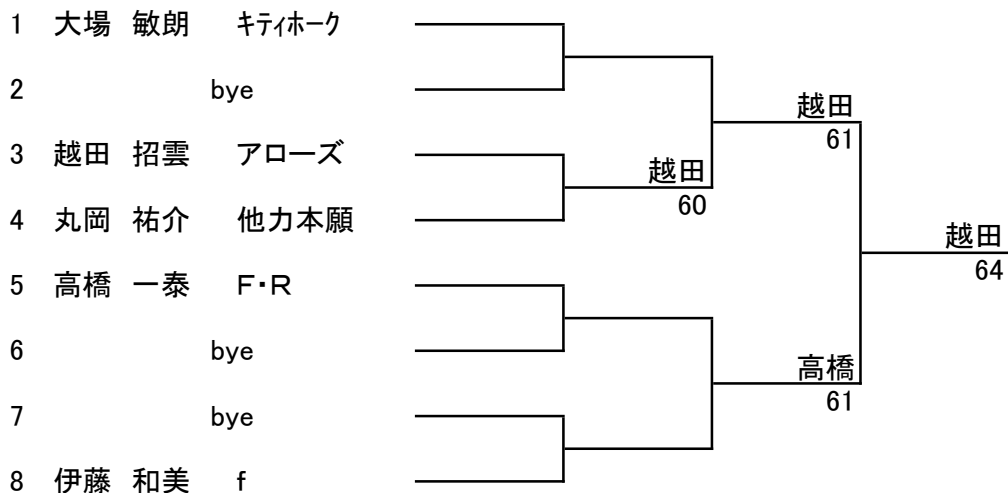 1 大場 敏朗 キティホーク
2 bye
越田
61
3 越田 招雲 アローズ
越田
60
4 丸岡 祐介 他力本願
越田
64
5 高橋 一泰 F・R
6 bye
高橋
61
7 bye
8 伊藤 和美 f